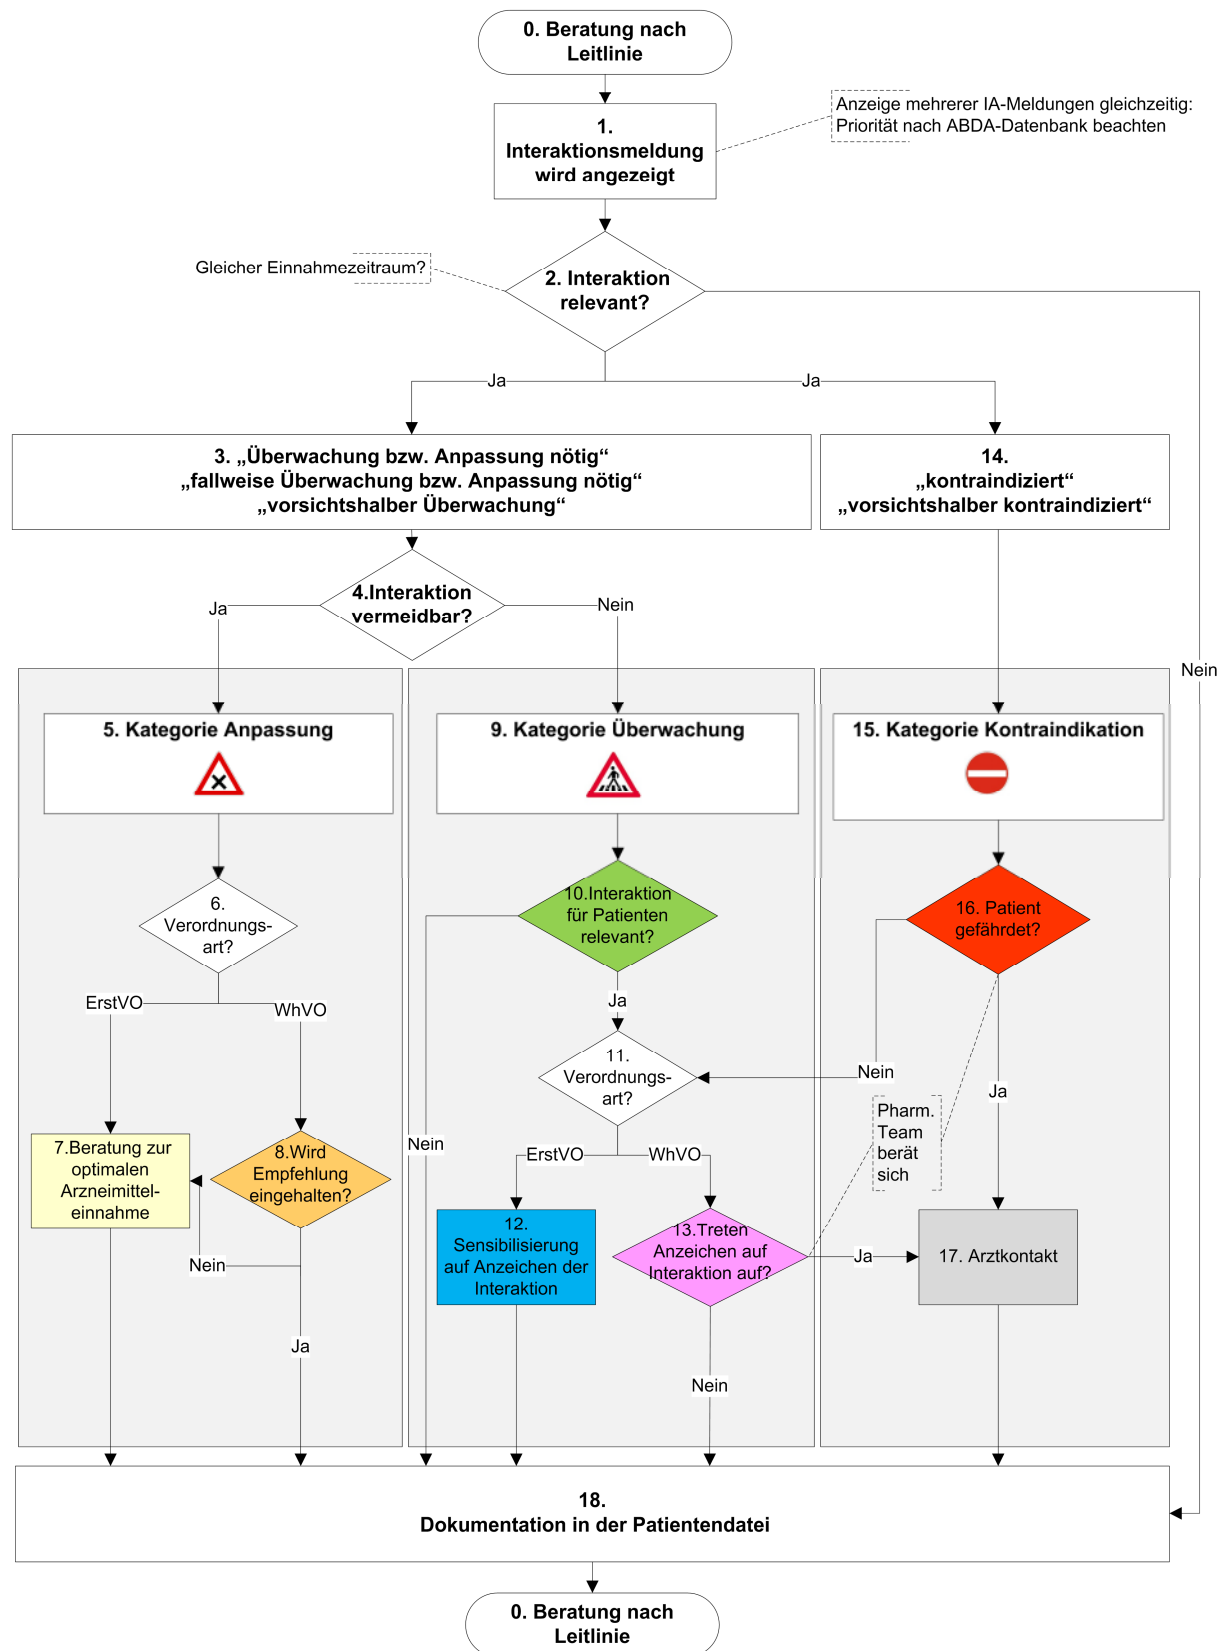 0. Beratung nach
Leitlinie
1.
Interaktionsmeldung
wird angezeigt
Anzeige mehrerer IA-Meldungen gleichzeitig:
Priorität nach ABDA-Datenbank beachten
Gleicher Einnahmezeitraum?
2. Interaktion
relevant?
Ja
Ja
3. „Überwachung bzw. Anpassung nötig“
„fallweise Überwachung bzw. Anpassung nötig“
„vorsichtshalber Überwachung“
14.
„kontraindiziert“
„vorsichtshalber kontraindiziert“
4.Interaktion
vermeidbar?
Ja
Nein
Nein
5. Kategorie Anpassung
9. Kategorie Überwachung
15. Kategorie Kontraindikation
6.
Verordnungs-
art?
10.Interaktion
für Patienten
relevant?
16. Patient
gefährdet?
ErstVO
WhVO
Ja
11.
Verordnungs-
art?
Nein
Ja
Pharm.
Team
berät
sich
7.Beratung zur
optimalen
Arzneimittel-
einnahme
8.Wird
Empfehlung
eingehalten?
Nein
ErstVO
WhVO
12.
Sensibilisierung
auf Anzeichen der
Interaktion
13.Treten
Anzeichen auf
Interaktion auf?
Ja
17. Arztkontakt
Nein
Ja
Nein
18.
Dokumentation in der Patientendatei
0. Beratung nach
Leitlinie